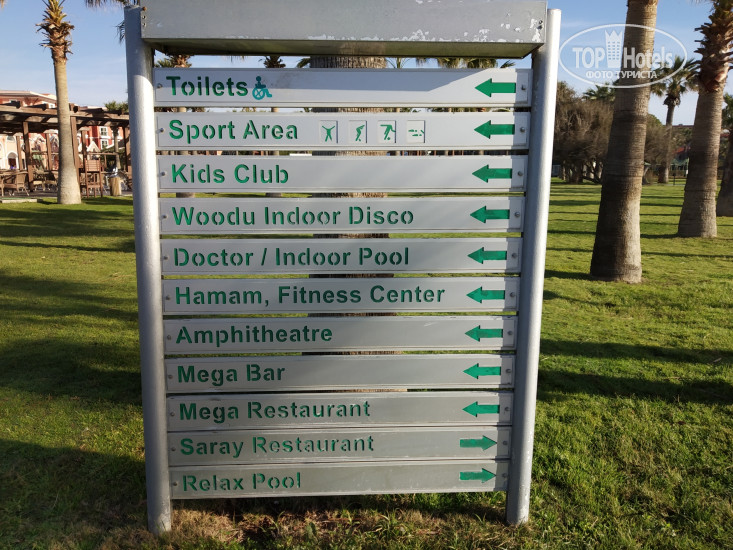 TOP Hotels
ФОТО ТУРИСТА
Toilets
Sport Area
Kids Club
Woodu Indoor Disco
Doctor / Indoor Pool
Hamam, Fitness Center
Amphitheatre
Mega Bar
Mega Restaurant
Saray Restaurant
Relax Pool